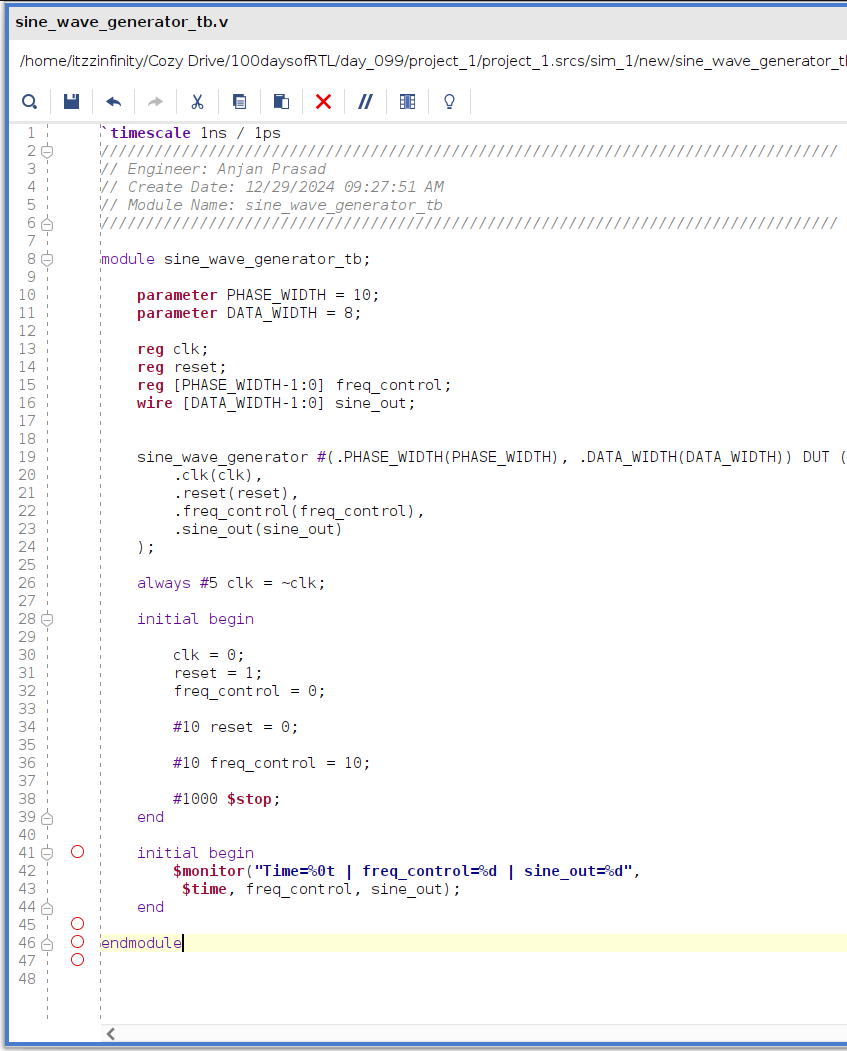 sine_wave_generator_tb.v
/home/itzzinfinity/Cozy Drive/100daysofRTL/day_099/project_1/project_1.srcs/sim_1/new/sine_wave_generator_tb
1 `timescale 1ns / 1ps
2 //////////////////////////////////////////////////////////////////////////////////
3 // Engineer: Anjan Prasad
4 // Create Date: 12/29/2024 09:27:51 AM
5 // Module Name: sine_wave_generator_tb
6 //////////////////////////////////////////////////////////////////////////////////
7
8 module sine_wave_generator_tb;
9
10 parameter PHASE_WIDTH = 10;
11 parameter DATA_WIDTH = 8;
12
13 reg clk;
14 reg reset;
15 reg [PHASE_WIDTH-1:0] freq_control;
16 wire [DATA_WIDTH-1:0] sine_out;
17
18
19 sine_wave_generator #(.PHASE_WIDTH(PHASE_WIDTH), .DATA_WIDTH(DATA_WIDTH)) DUT (
20 .clk(clk),
21 .reset(reset),
22 .freq_control(freq_control),
23 .sine_out(sine_out)
24 );
25
26 always #5 clk = ~clk;
27
28 initial begin
29
30 clk = 0;
31 reset = 1;
32 freq_control = 0;
33
34 #10 reset = 0;
35
36 #10 freq_control = 10;
37
38 #1000 $stop;
39 end
40
41 initial begin
42 $monitor("Time=%0t | freq_control=%d | sine_out=%d",
43 $time, freq_control, sine_out);
44 end
45
46 endmodule
47
48